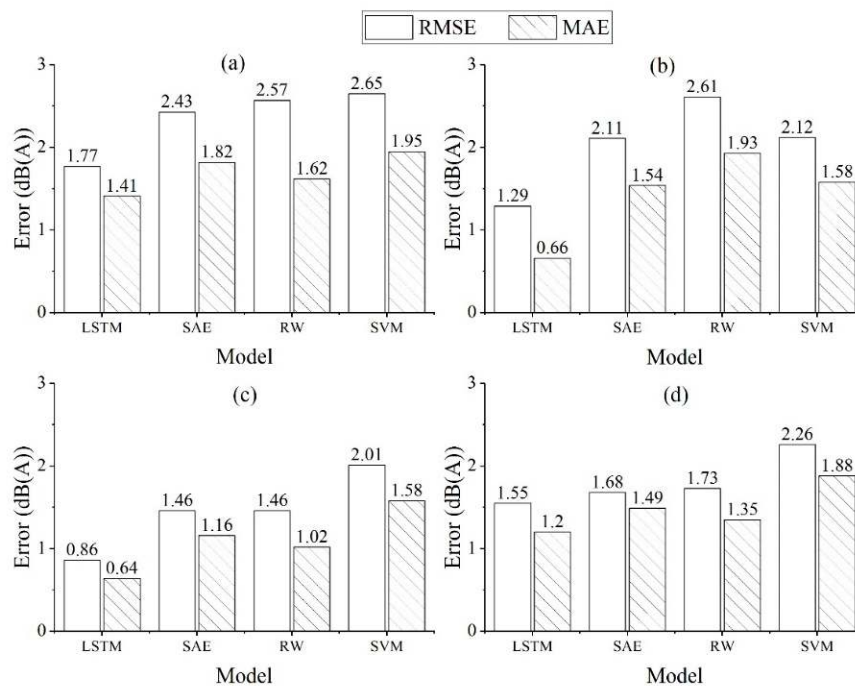 RMSE MAE
(a)
Error (dB(A))
3
2
1
0
1.77 1.41 2.43 1.82 2.57 1.62 2.65 1.95
LSTM SAE RW SVM
Model
(b)
Error (dB(A))
3
2
1
0
1.29 0.66 2.11 1.54 2.61 1.93 2.12 1.58
LSTM SAE RW SVM
Model
(c)
Error (dB(A))
3
2
1
0
0.86 0.64 1.46 1.16 1.46 1.02 2.01 1.58
LSTM SAE RW SVM
Model
(d)
Error (dB(A))
3
2
1
0
1.55 1.2 1.68 1.49 1.73 1.35 2.26 1.88
LSTM SAE RW SVM
Model